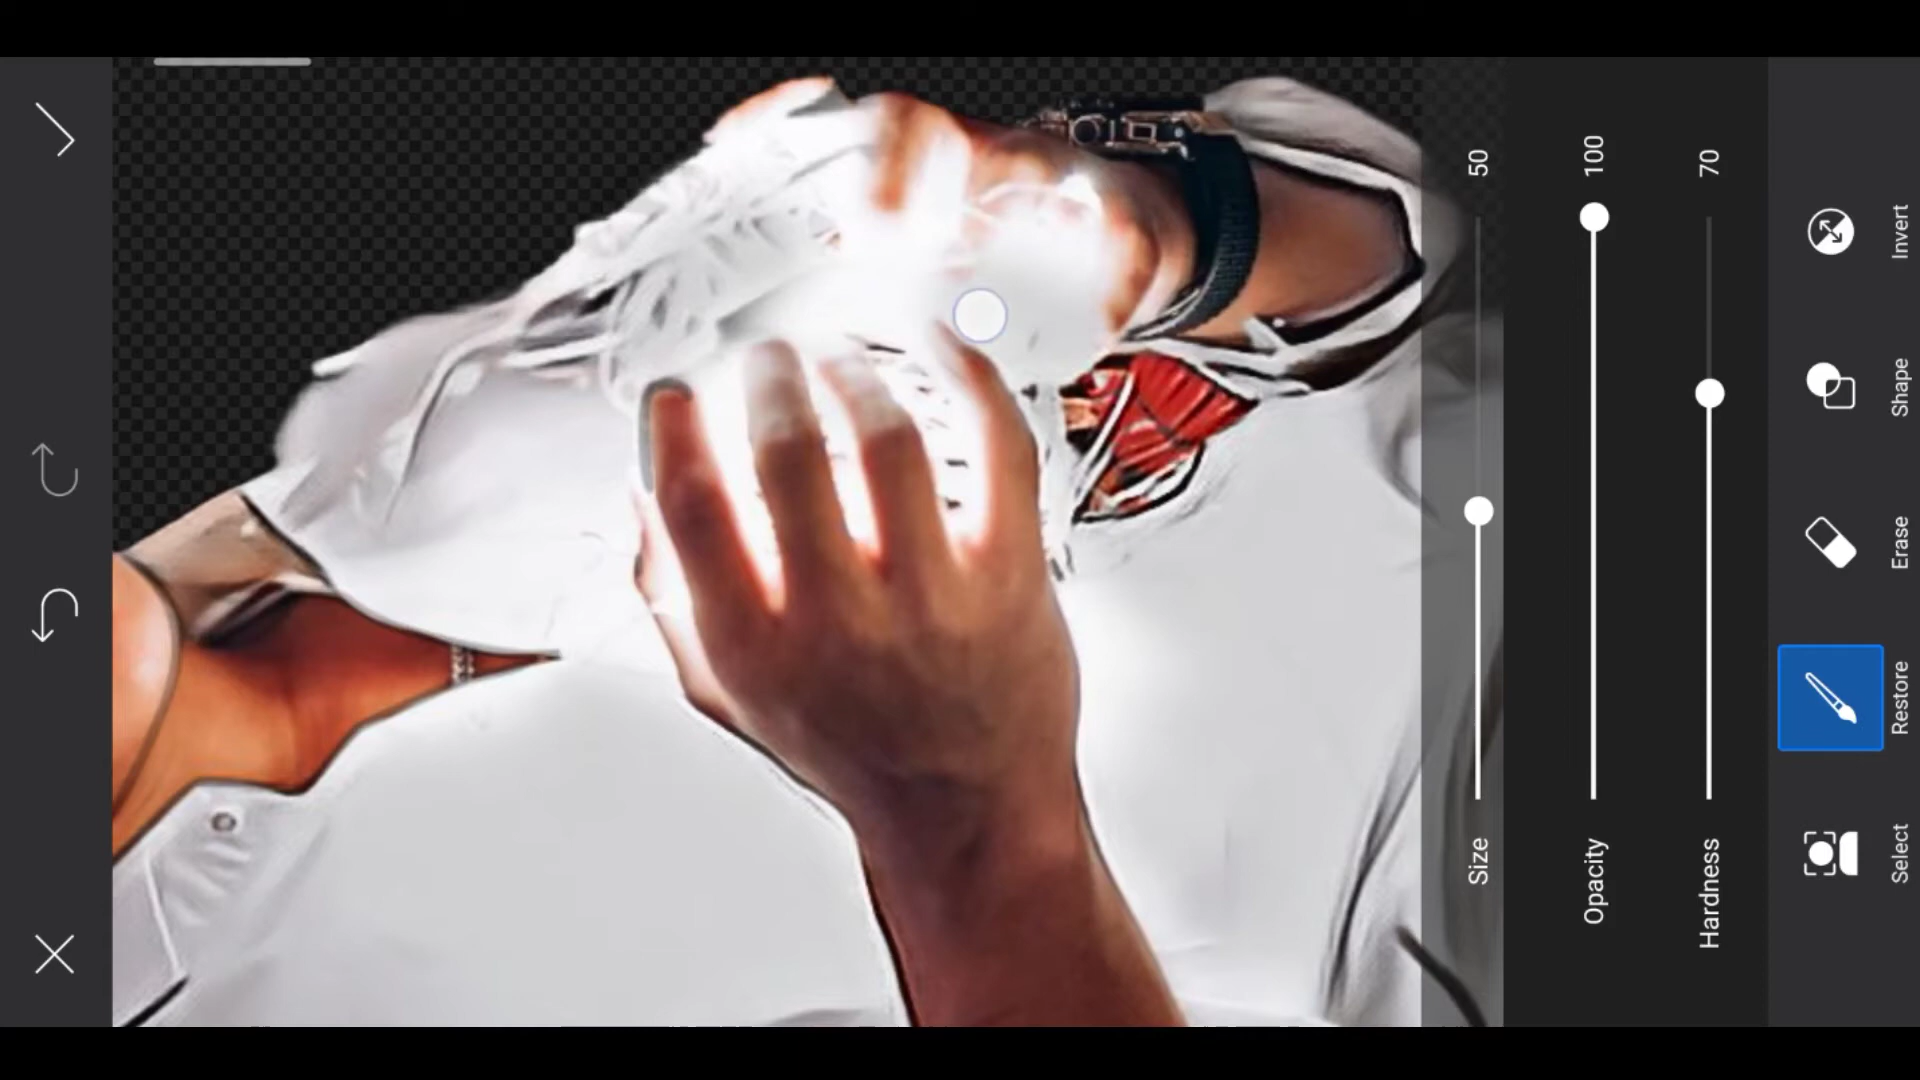 Size
50
Opacity
100
Hardness
70
Select
Restore
Erase
Shape
Invert